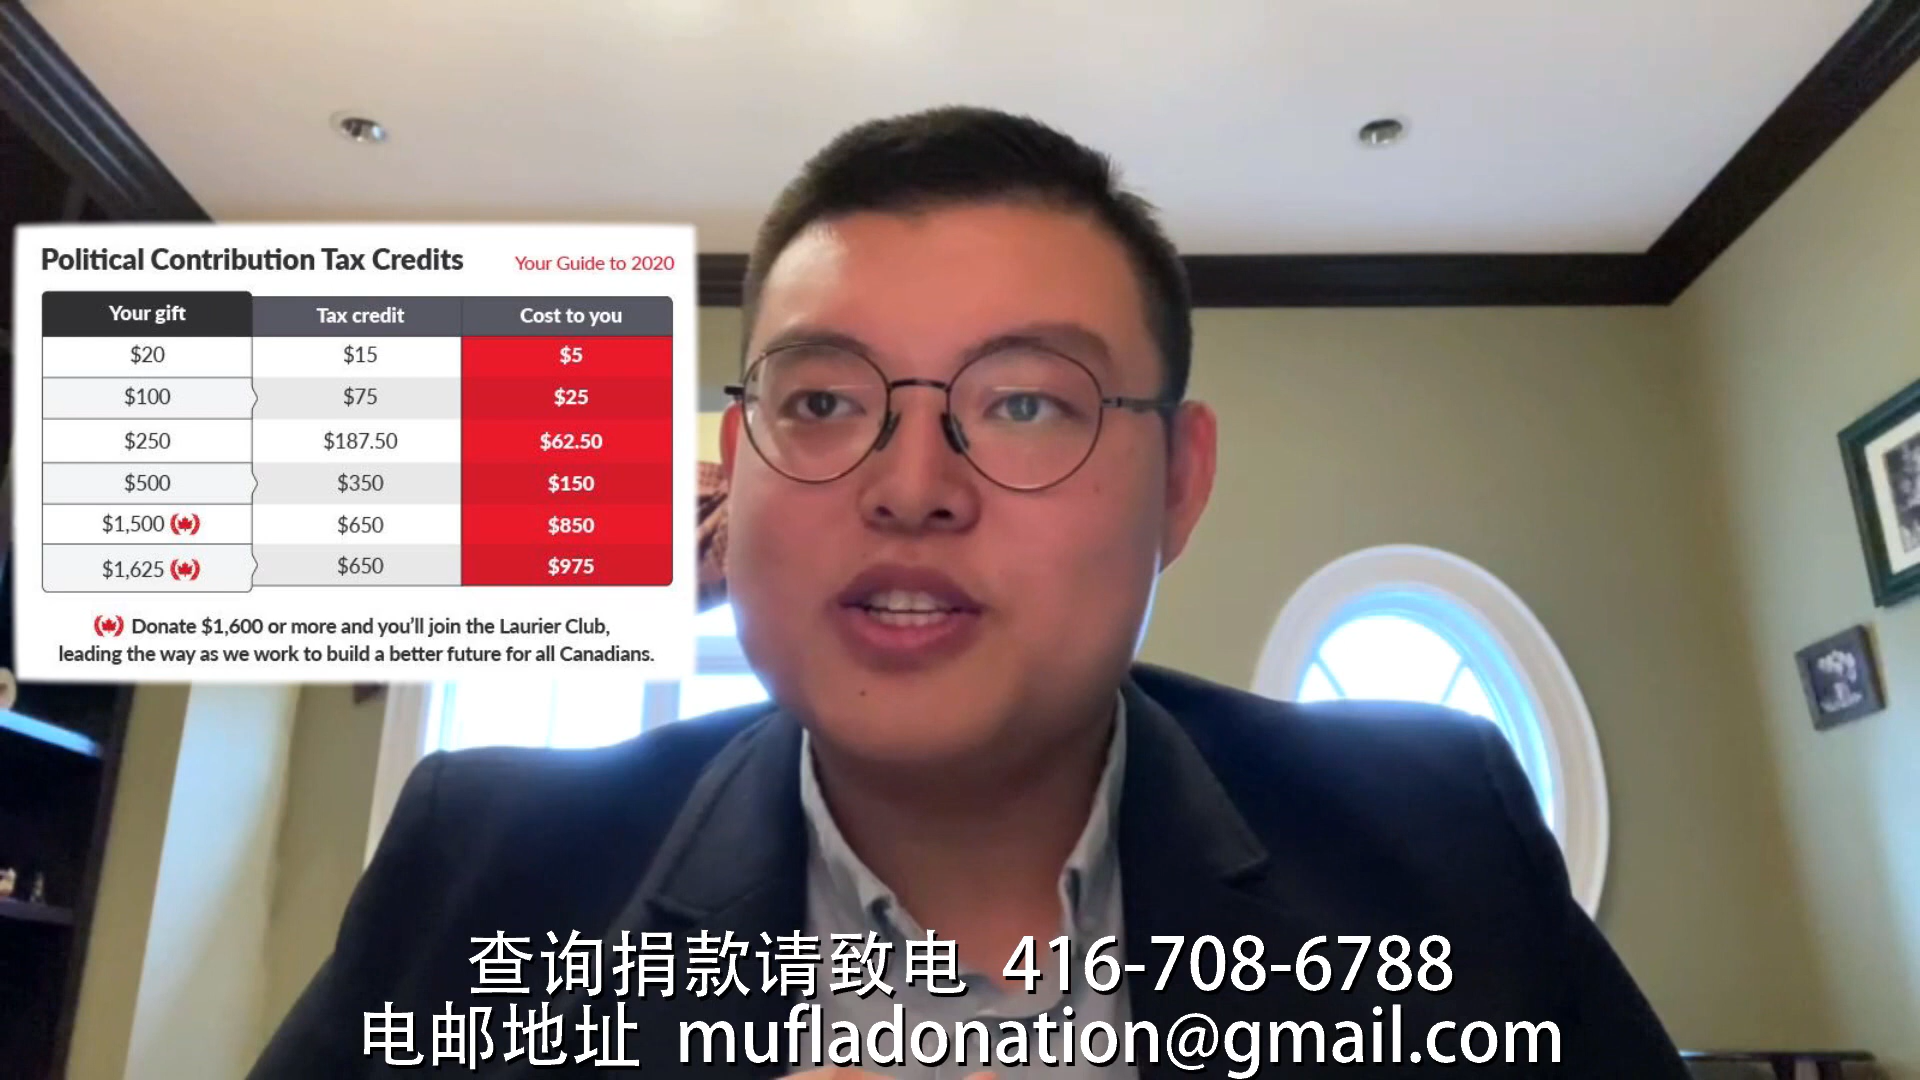 Political Contribution Tax Credits Your Guide to 2020
Your gift Tax credit Cost to you
$20 $15 $5
$100 $75 $25
$250 $187.50 $62.50
$500 $350 $150
$1,500 $650 $850
$1,625 $650 $975
Donate $1,600 or more and you'll join the Laurier Club,
leading the way as we work to build a better future for all Canadians.
查询捐款请致电 416-708-6788
电邮地址 mufladonation@gmail.com